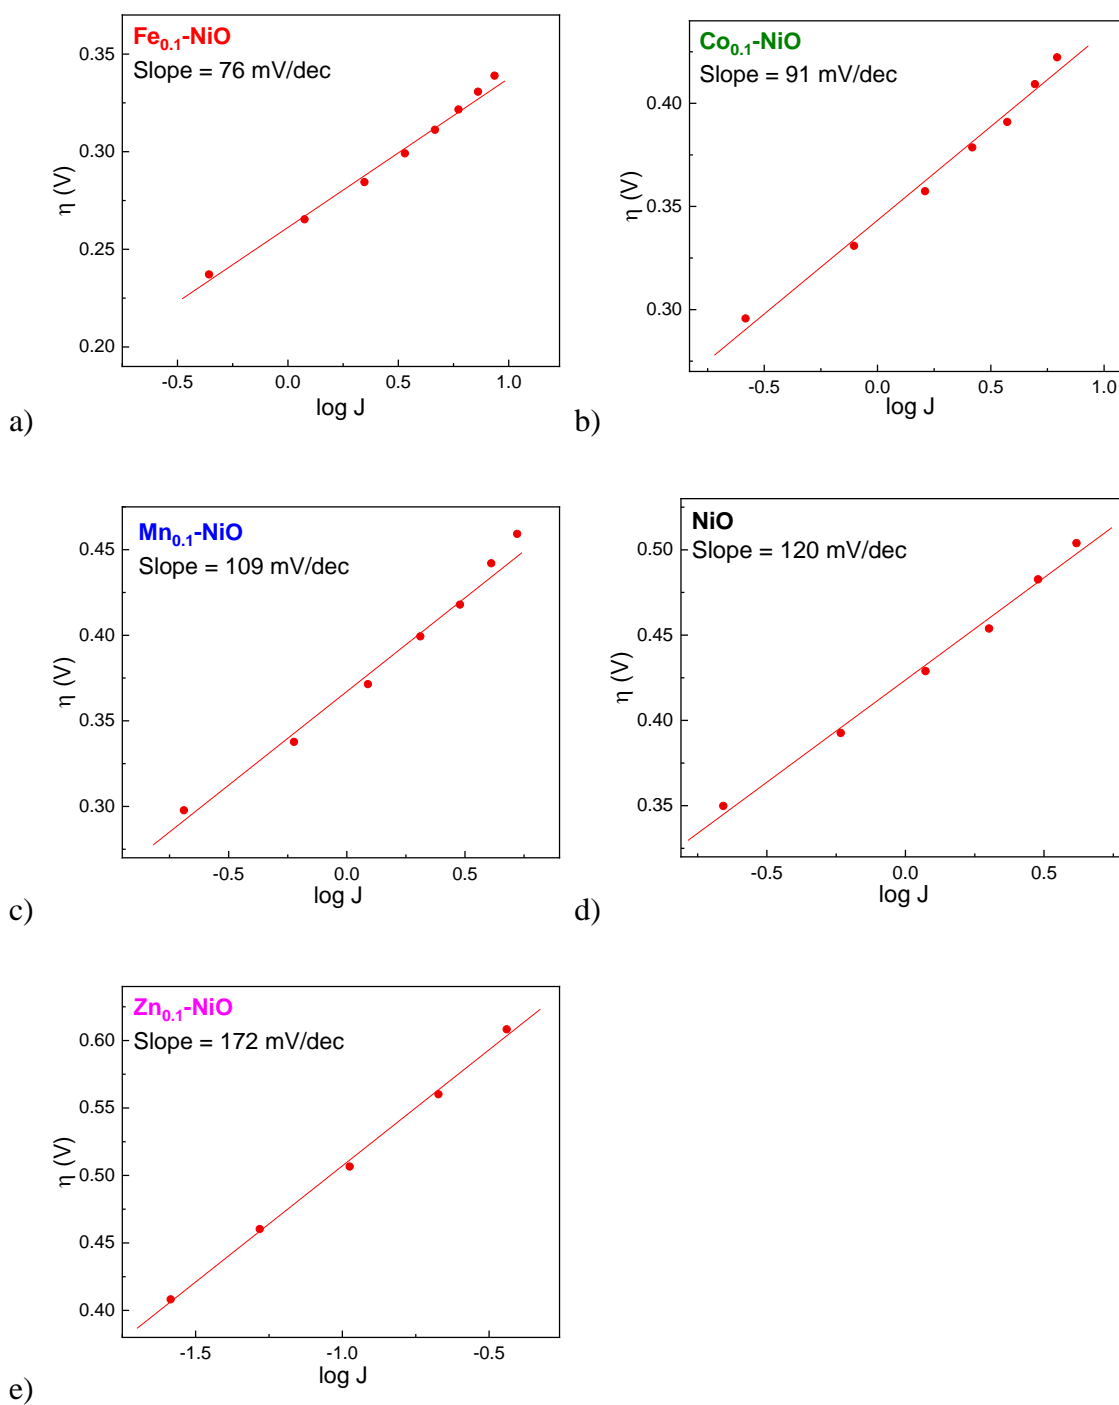 Fe0.1-NiO
Slope = 76 mV/dec
0.35
0.30
0.25
0.20
η (V)
-0.5 0.0 0.5 1.0
log J
a)
Co0.1-NiO
Slope = 91 mV/dec
0.40
0.35
0.30
η (V)
-0.5 0.0 0.5 1.0
log J
b)
Mn0.1-NiO
Slope = 109 mV/dec
0.45
0.40
0.35
0.30
η (V)
-0.5 0.0 0.5
log J
c)
NiO
Slope = 120 mV/dec
0.50
0.45
0.40
0.35
η (V)
-0.5 0.0 0.5
log J
d)
Zn0.1-NiO
Slope = 172 mV/dec
0.60
0.55
0.50
0.45
0.40
η (V)
-1.5 -1.0 -0.5
log J
e)